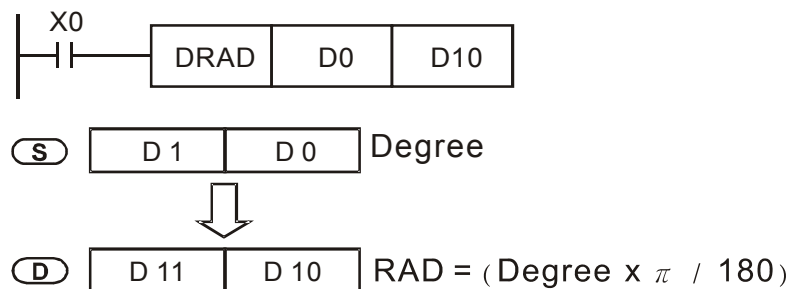 X0
DRAD D0 D10
S D 1 D 0 Degree
D D 11 D 10 RAD = (Degree x π / 180)